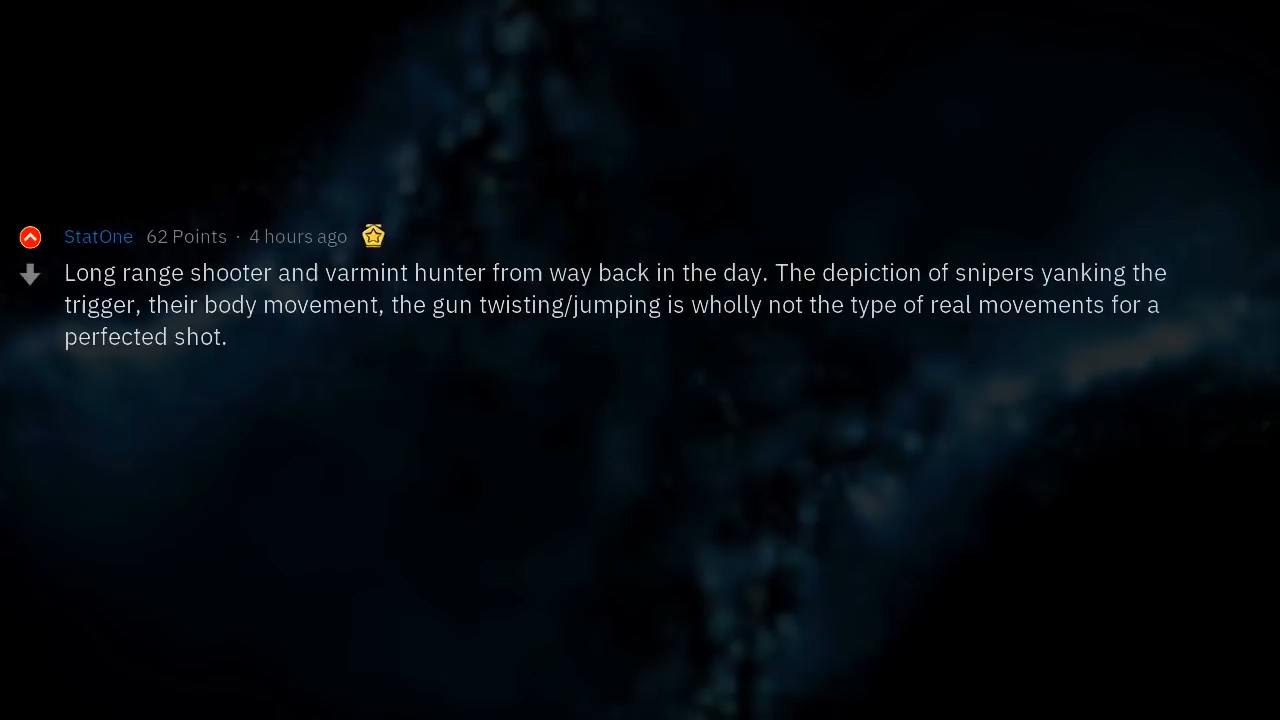 StatOne 62 Points · 4 hours ago
Long range shooter and varmint hunter from way back in the day. The depiction of snipers yanking the
trigger, their body movement, the gun twisting/jumping is wholly not the type of real movements for a
perfected shot.